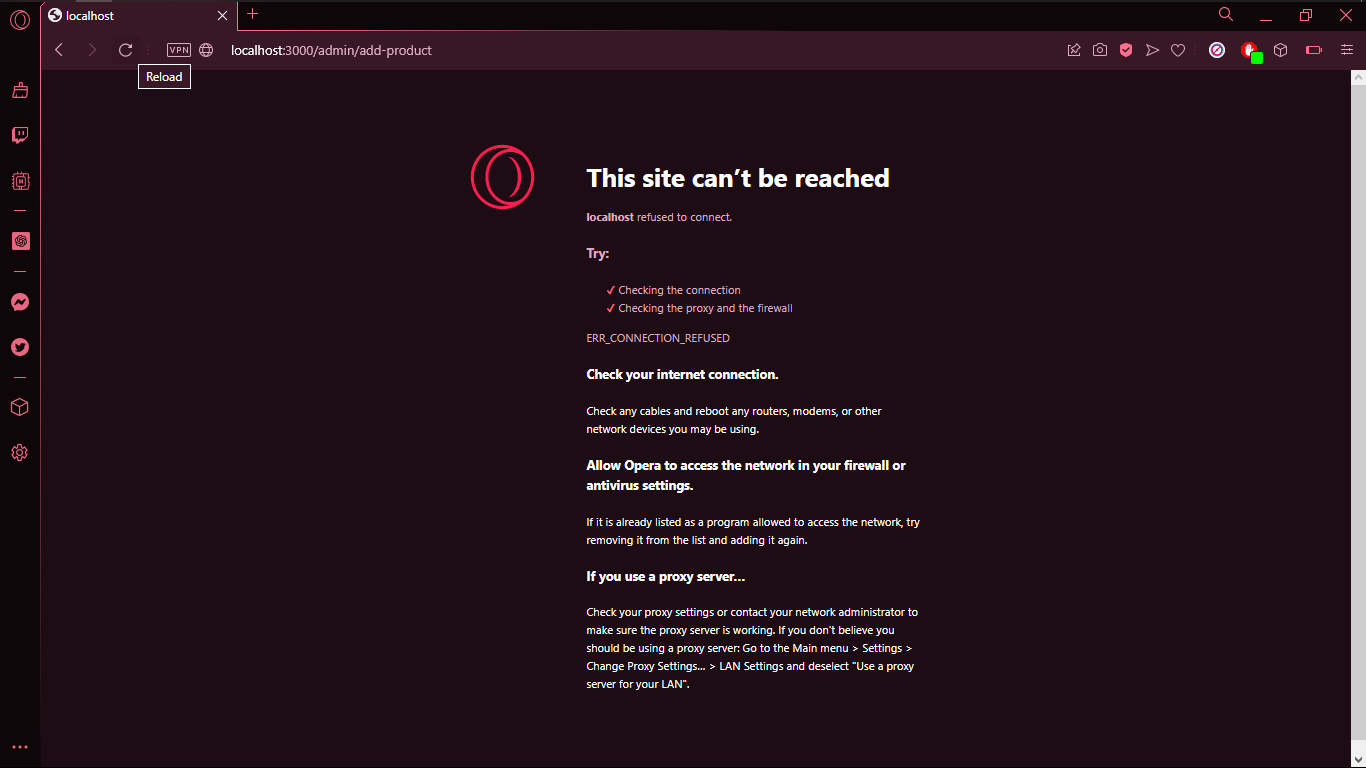 localhost
VPN
localhost:3000/admin/add-product
Reload
This site can’t be reached
localhost refused to connect.
Try:
✓ Checking the connection
✓ Checking the proxy and the firewall
ERR_CONNECTION_REFUSED
Check your internet connection.
Check any cables and reboot any routers, modems, or other
network devices you may be using.
Allow Opera to access the network in your firewall or
antivirus settings.
If it is already listed as a program allowed to access the network, try
removing it from the list and adding it again.
If you use a proxy server…
Check your proxy settings or contact your network administrator to
make sure the proxy server is working. If you don't believe you
should be using a proxy server: Go to the Main menu > Settings >
Change Proxy Settings… > LAN Settings and deselect "Use a proxy
server for your LAN".